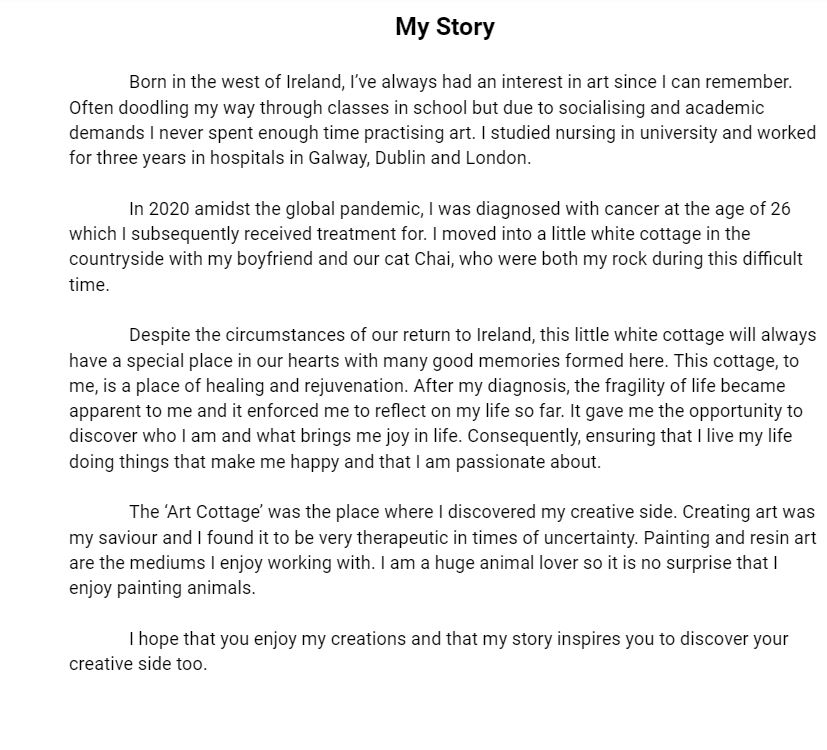 My Story
Born in the west of Ireland, I’ve always had an interest in art since I can remember.
Often doodling my way through classes in school but due to socialising and academic
demands I never spent enough time practising art. I studied nursing in university and worked
for three years in hospitals in Galway, Dublin and London.
In 2020 amidst the global pandemic, I was diagnosed with cancer at the age of 26
which I subsequently received treatment for. I moved into a little white cottage in the
countryside with my boyfriend and our cat Chai, who were both my rock during this difficult
time.
Despite the circumstances of our return to Ireland, this little white cottage will always
have a special place in our hearts with many good memories formed here. This cottage, to
me, is a place of healing and rejuvenation. After my diagnosis, the fragility of life became
apparent to me and it enforced me to reflect on my life so far. It gave me the opportunity to
discover who I am and what brings me joy in life. Consequently, ensuring that I live my life
doing things that make me happy and that I am passionate about.
The ‘Art Cottage’ was the place where I discovered my creative side. Creating art was
my saviour and I found it to be very therapeutic in times of uncertainty. Painting and resin art
are the mediums I enjoy working with. I am a huge animal lover so it is no surprise that I
enjoy painting animals.
I hope that you enjoy my creations and that my story inspires you to discover your
creative side too.